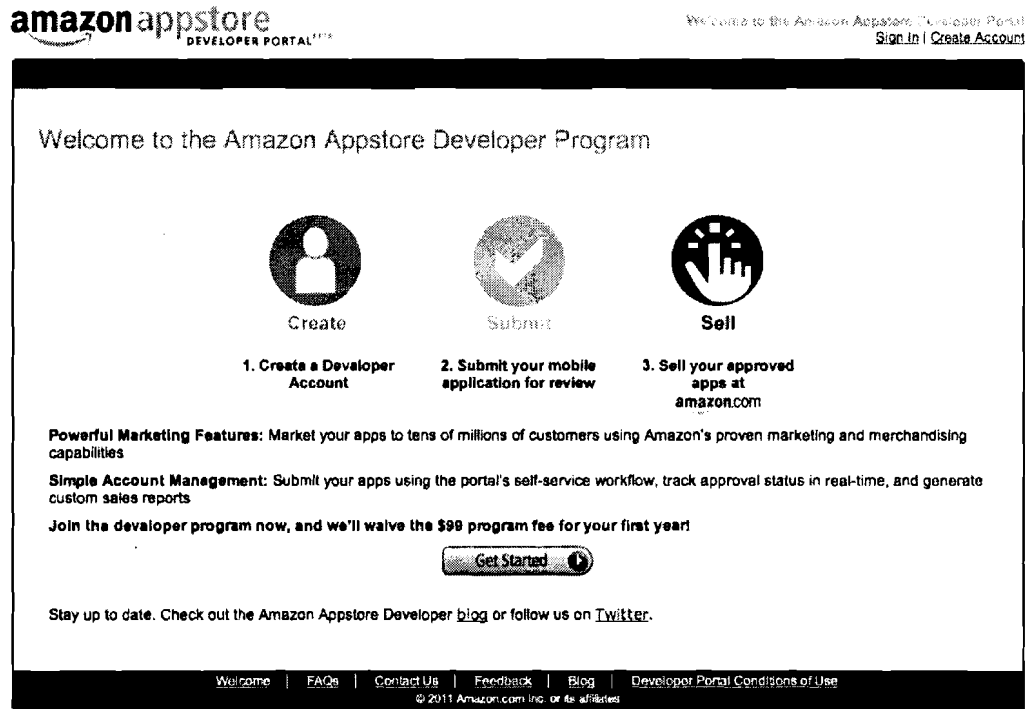 amazon appstore
DEVELOPER PORTAL
Welcome to the Amazon Appstore Developer Portal
Sign In | Create Account
Welcome to the Amazon Appstore Developer Program
Create
Submit
Sell
1. Create a Developer
Account
2. Submit your mobile
application for review
3. Sell your approved
apps at
amazon.com
Powerful Marketing Features: Market your apps to tens of millions of customers using Amazon's proven marketing and merchandising
capabilities
Simple Account Management: Submit your apps using the portal's self-service workflow, track approval status in real-time, and generate
custom sales reports
Join the developer program now, and we'll waive the $99 program fee for your first year!
Get Started
Stay up to date. Check out the Amazon Appstore Developer blog or follow us on Twitter.
Welcome | FAQs | Contact Us | Feedback | Blog | Developer Portal Conditions of Use
© 2011 Amazon.com Inc. or its affiliates